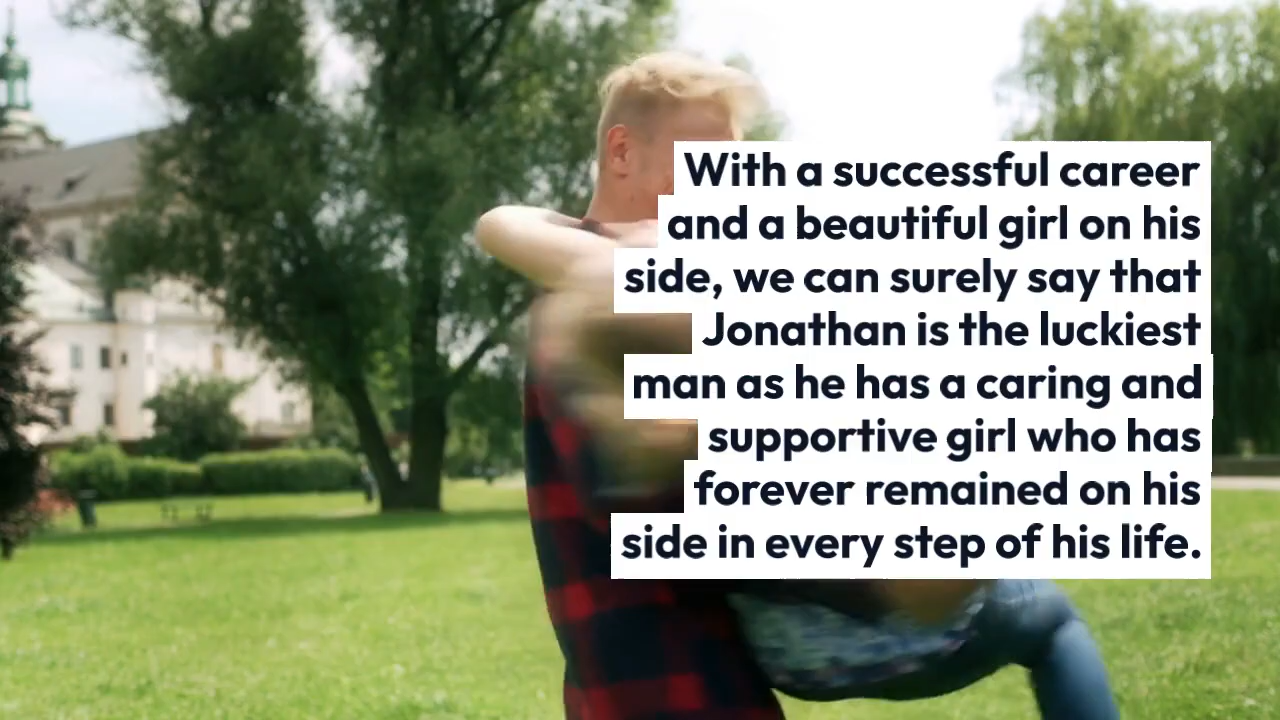 With a successful career
and a beautiful girl on his
side, we can surely say that
Jonathan is the luckiest
man as he has a caring and
supportive girl who has
forever remained on his
side in every step of his life.